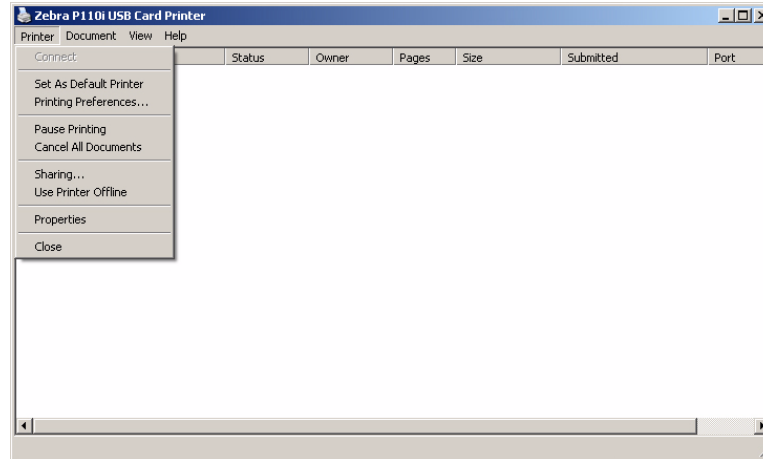 Zebra P110i USB Card Printer
Printer Document View Help
Status Owner Pages Size Submitted Port
Connect
Set As Default Printer
Printing Preferences...
Pause Printing
Cancel All Documents
Sharing...
Use Printer Offline
Properties
Close